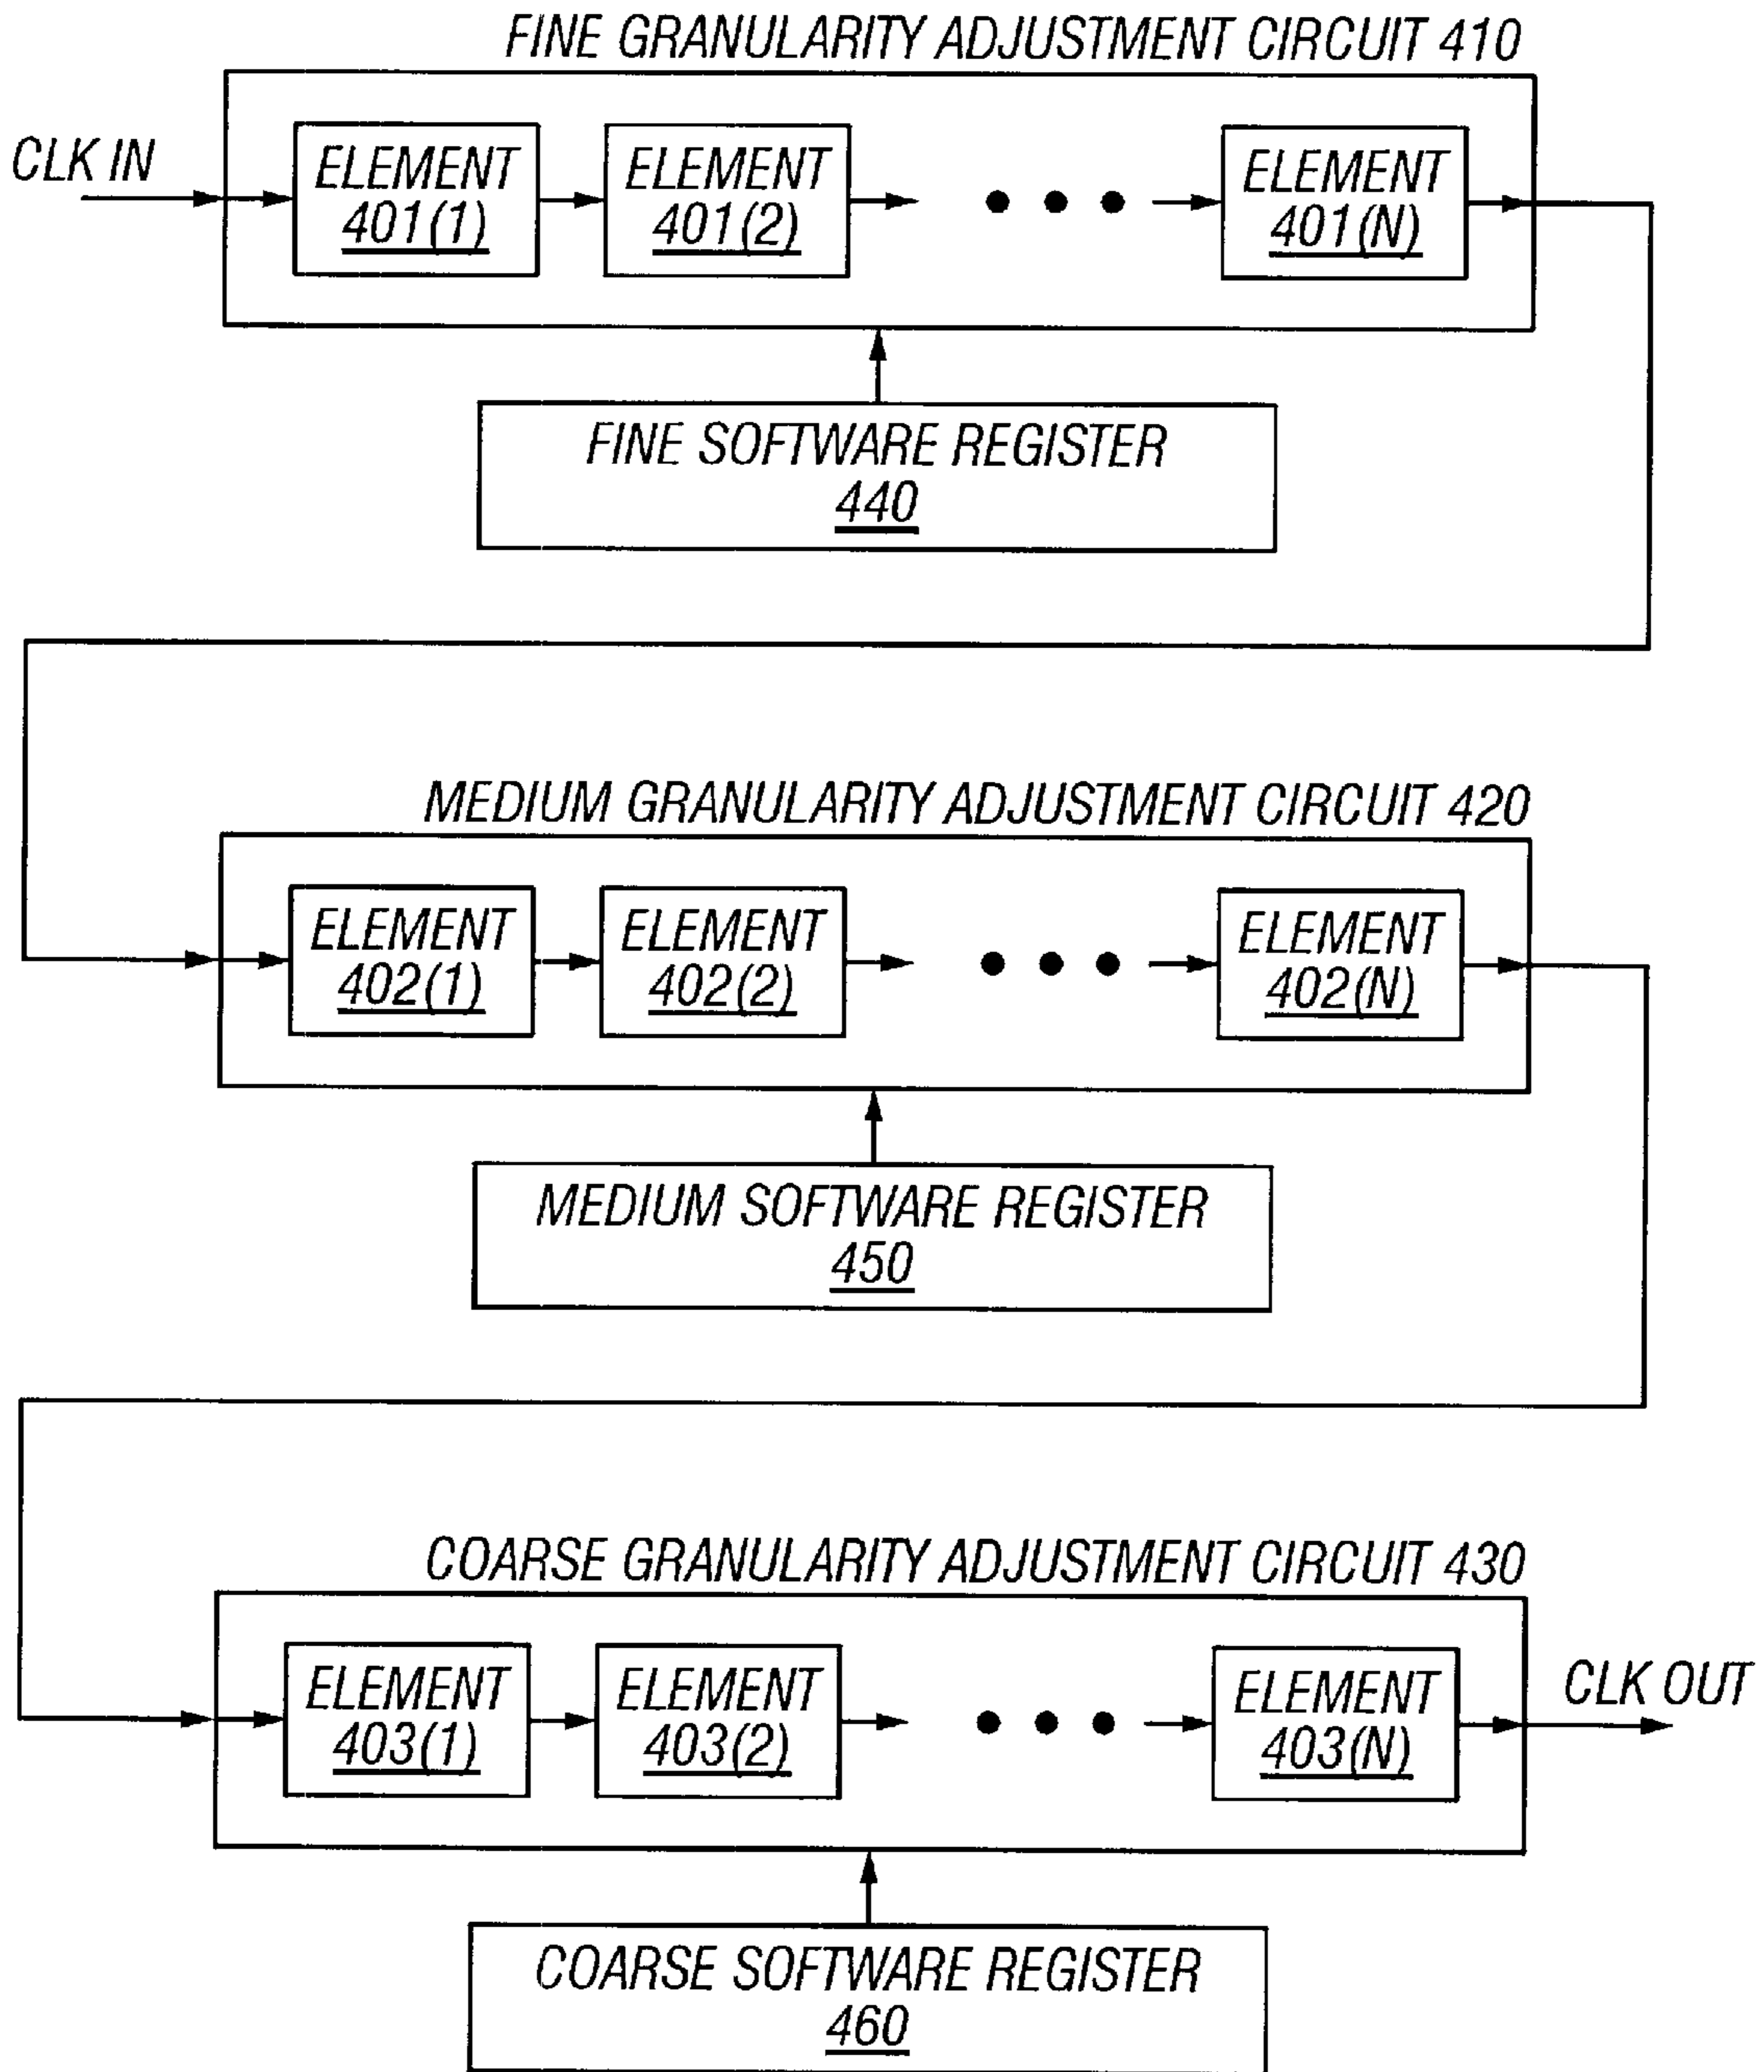 FINE GRANULARITY ADJUSTMENT CIRCUIT 410
CLK IN
ELEMENT
401(1)
ELEMENT
401(2)
ELEMENT
401(N)
FINE SOFTWARE REGISTER
440
MEDIUM GRANULARITY ADJUSTMENT CIRCUIT 420
ELEMENT
402(1)
ELEMENT
402(2)
ELEMENT
402(N)
MEDIUM SOFTWARE REGISTER
450
COARSE GRANULARITY ADJUSTMENT CIRCUIT 430
ELEMENT
403(1)
ELEMENT
403(2)
ELEMENT
403(N)
CLK OUT
COARSE SOFTWARE REGISTER
460